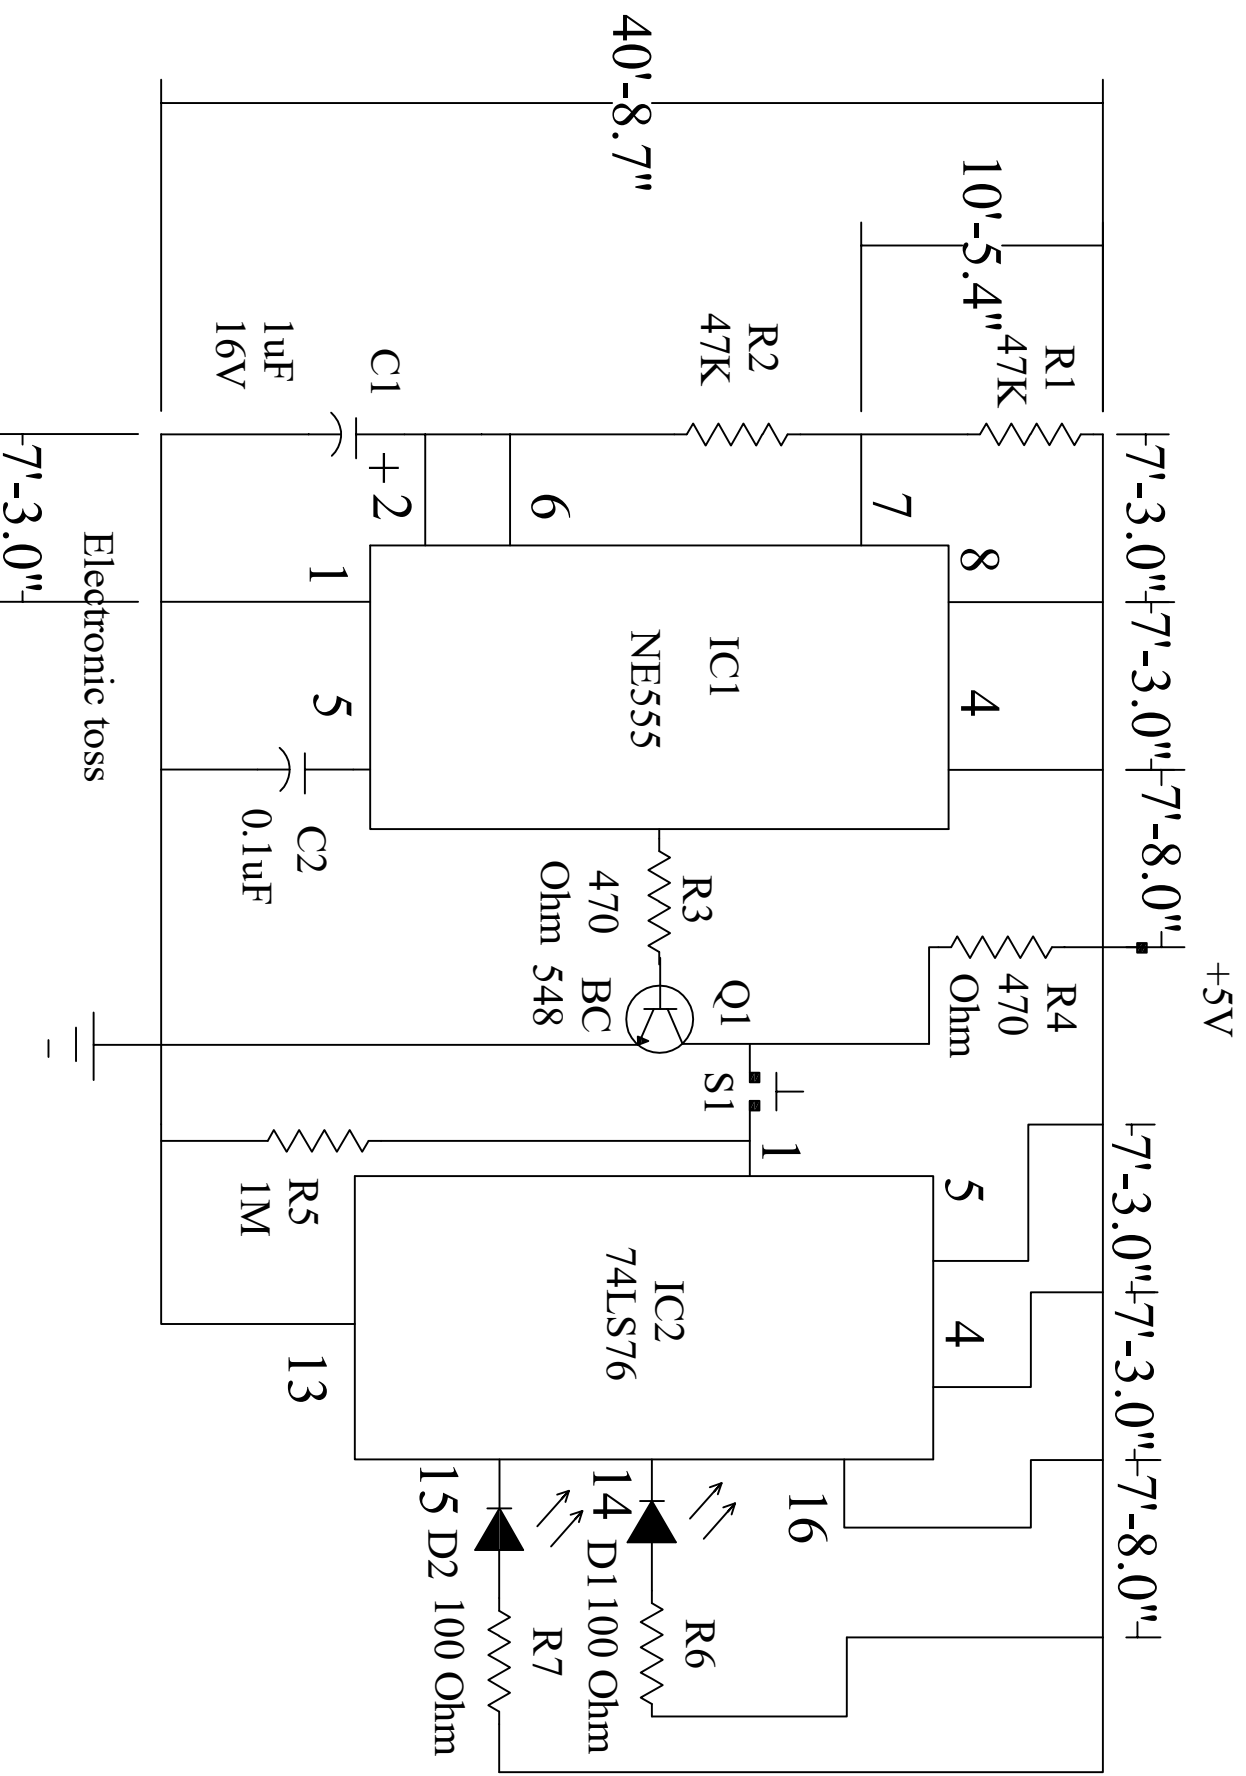 +5V
7'-3.0"
7'-3.0"
7'-8.0"
7'-3.0"
7'-3.0"
7'-8.0"
40'-8.7"
10'-5.4"
R1
47K
R4
470
Ohm
8
4
5
4
7
R2
47K
IC1
NE555
R3
470
Ohm
Q1
BC
548
S1
1
IC2
74LS76
16
R6
14
D1
100 Ohm
R7
15
D2
100 Ohm
6
2
+
C1
1uF
16V
1
5
C2
0.1uF
R5
1M
13
Electronic toss
7'-3.0"